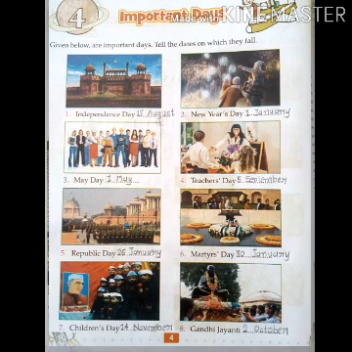 4
Important Days
KINEMASTER
Given below, are important days. Tell the dates on which they fall.
1. Independence Day 15 August
2. New Year's Day 1 January
3. May Day 1 May
4. Teachers' Day 5 September
5. Republic Day 26 January
6. Martyrs' Day 30 January
7. Children's Day 14 November
8. Gandhi Jayanti 2 October
4